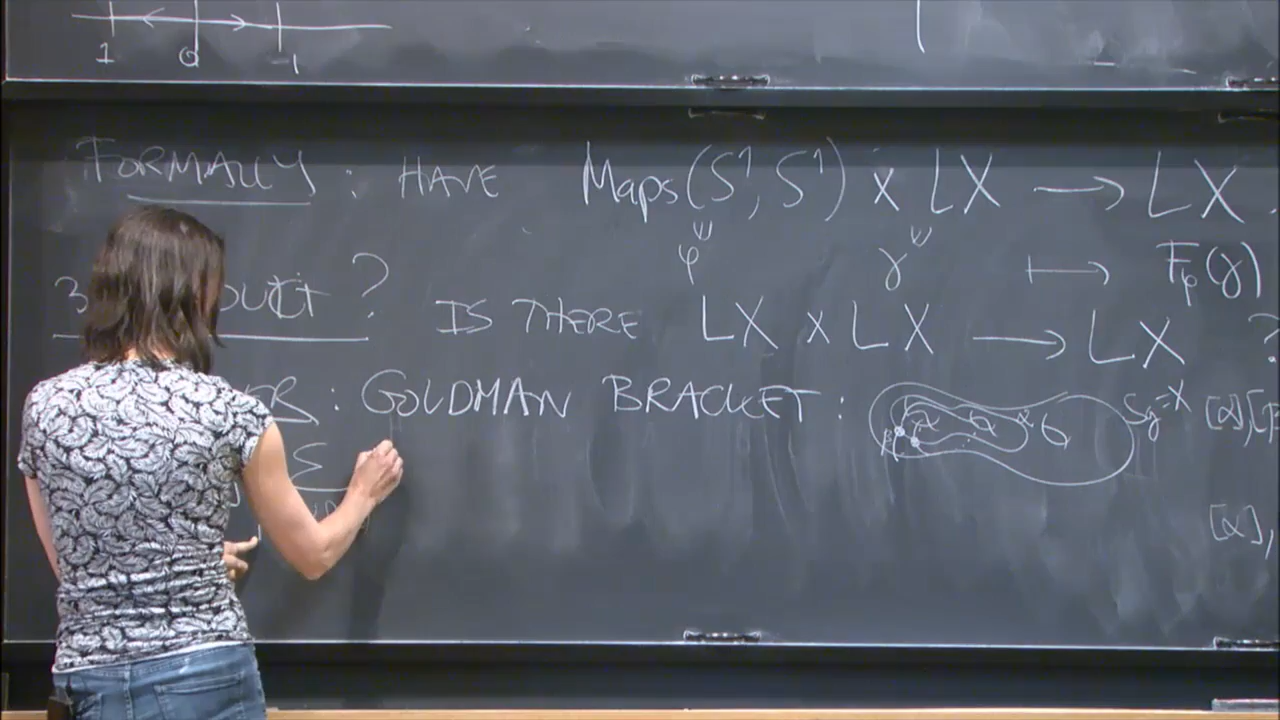 1 0 -1
FORMALLY : HAVE Maps(S¹, S¹) × LX → LX
φ γ ↦ F_φ(γ)
3 ? IS THERE LX × LX → LX ?
: GOLDMAN BRACKET : S_g = X [α],[β
Σ
[α],